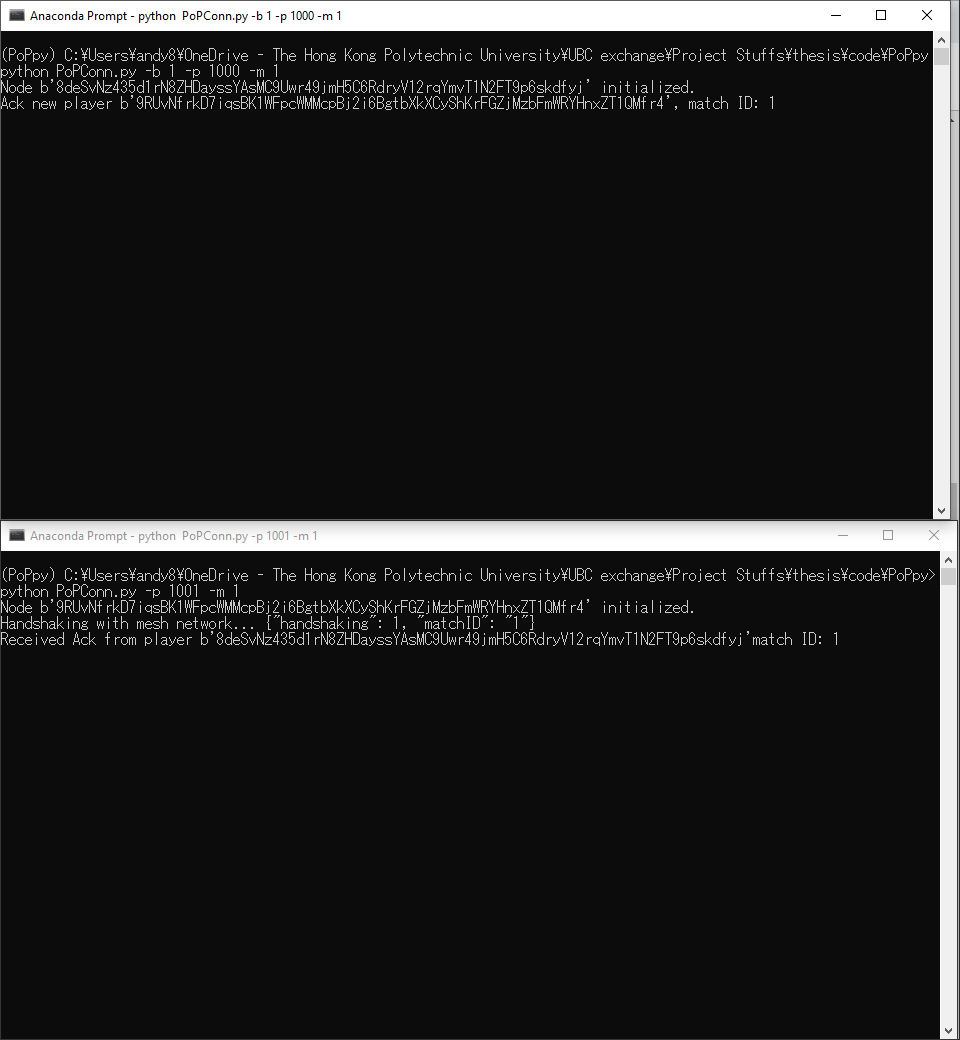 Anaconda Prompt - python  PoPConn.py -b 1 -p 1000 -m 1
(PoPpy) C:¥Users¥andy8¥OneDrive - The Hong Kong Polytechnic University¥UBC exchange¥Project Stuffs¥thesis¥code¥PoPpy
python PoPConn.py -b 1 -p 1000 -m 1
Node b'8deSvNz435d1rN8ZHDayssYAsMC9Uwr49jmH5C6RdryV12rqYmvT1N2FT9p6skdfyj' initialized.
Ack new player b'9RUvNfrkD7iqsBK1WFpcWMMcpBj2i6BgtbXkXCyShKrFGZjMzbFmWRYHnxZT1QMfr4', match ID: 1
Anaconda Prompt - python  PoPConn.py -p 1001 -m 1
(PoPpy) C:¥Users¥andy8¥OneDrive - The Hong Kong Polytechnic University¥UBC exchange¥Project Stuffs¥thesis¥code¥PoPpy>
python PoPConn.py -p 1001 -m 1
Node b'9RUvNfrkD7iqsBK1WFpcWMMcpBj2i6BgtbXkXCyShKrFGZjMzbFmWRYHnxZT1QMfr4' initialized.
Handshaking with mesh network... {"handshaking": 1, "matchID": "1"}
Received Ack from player b'8deSvNz435d1rN8ZHDayssYAsMC9Uwr49jmH5C6RdryV12rqYmvT1N2FT9p6skdfyj'match ID: 1